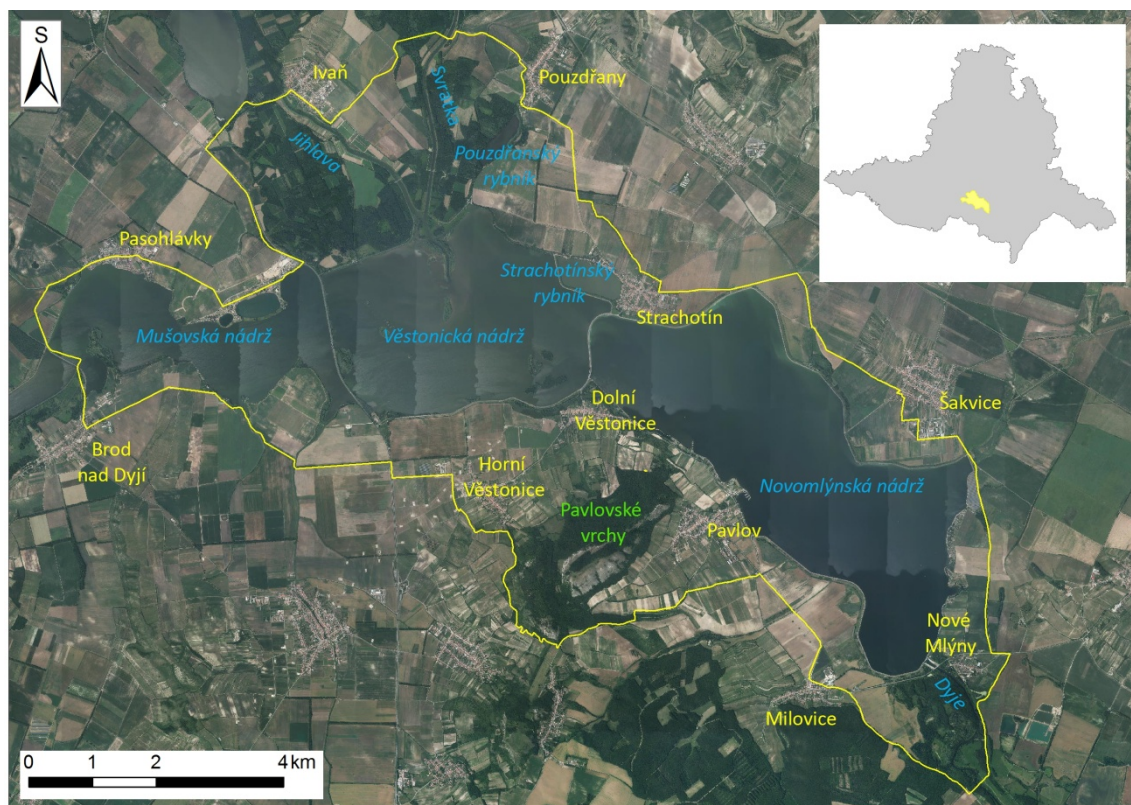 S
Ivaň
Pouzdřany
Svratka
Jihlava
Pouzdřanský
rybník
Pasohlávky
Strachotínský
rybník
Mušovská nádrž
Věstonická nádrž
Strachotín
Šakvice
Dolní
Věstonice
Brod
nad Dyjí
Horní
Věstonice
Novomlýnská nádrž
Pavlovské
vrchy
Pavlov
Nové
Mlýny
Dyje
Milovice
0 1 2 4 km